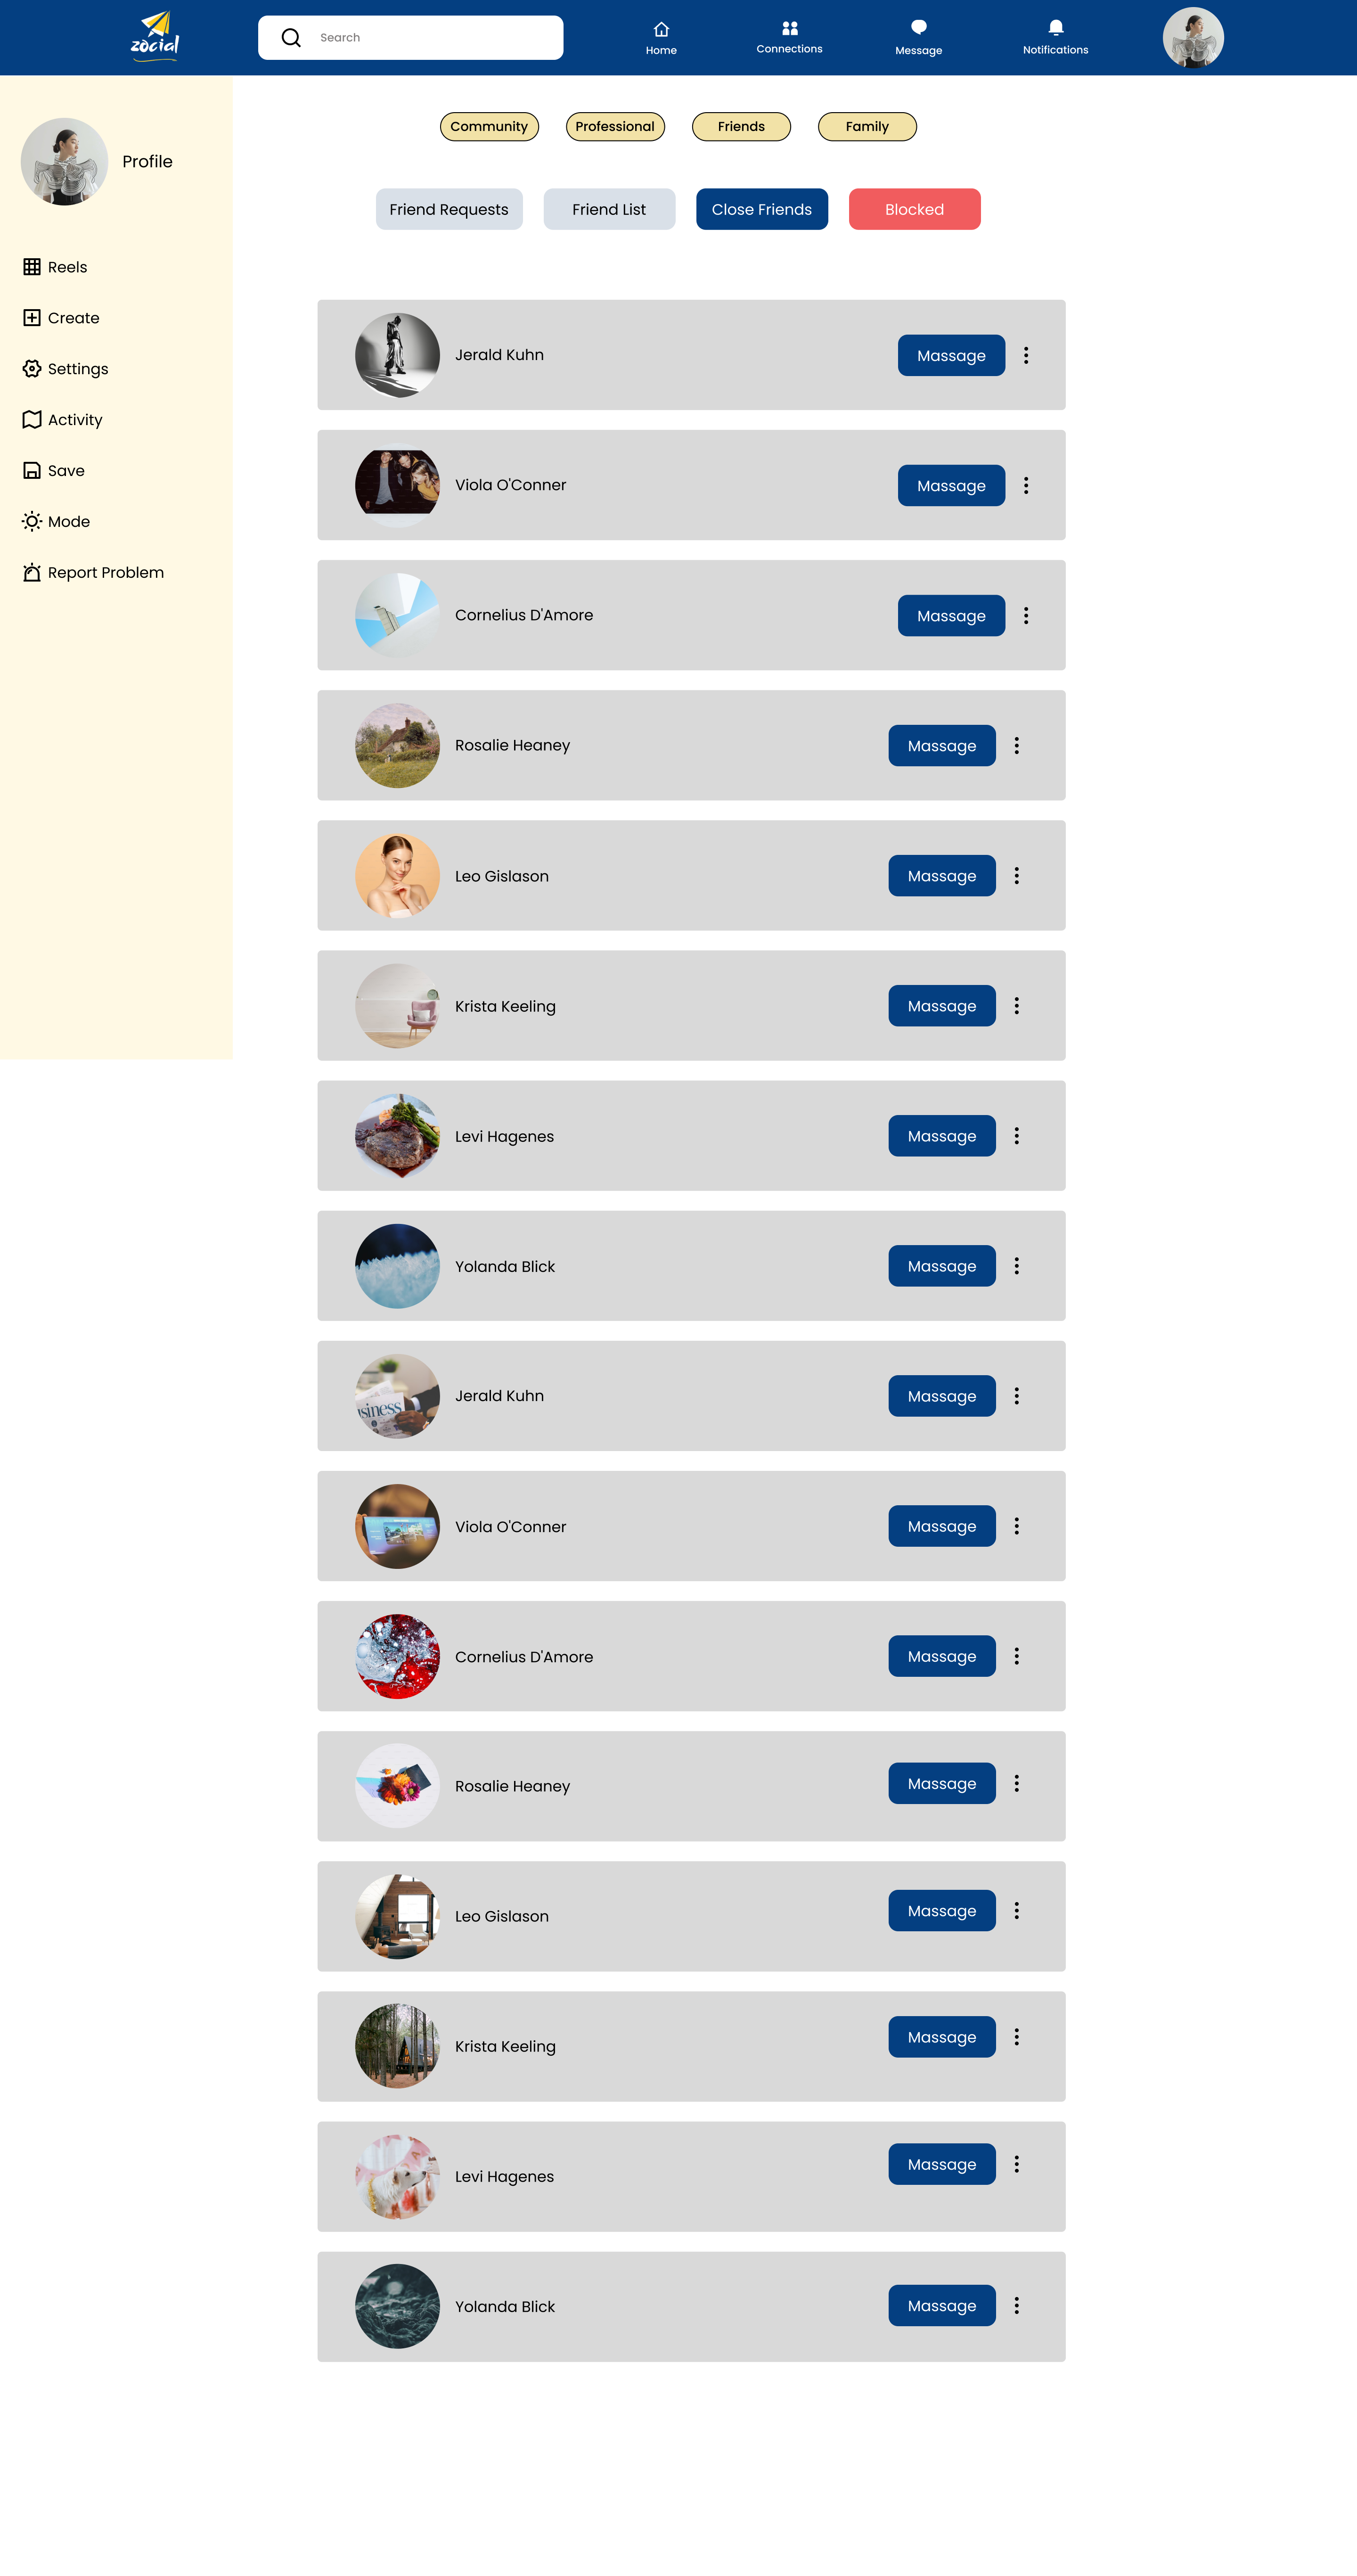 zocial
Search
Home
Connections
Message
Notifications
Community
Professional
Friends
Family
Profile
Friend Requests
Friend List
Close Friends
Blocked
Reels
Create
Settings
Activity
Save
Mode
Report Problem
Jerald Kuhn
Massage
Viola O'Conner
Massage
Cornelius D'Amore
Massage
Rosalie Heaney
Massage
Leo Gislason
Massage
Krista Keeling
Massage
Levi Hagenes
Massage
Yolanda Blick
Massage
Jerald Kuhn
Massage
siness
Viola O'Conner
Massage
Cornelius D'Amore
Massage
Rosalie Heaney
Massage
Leo Gislason
Massage
Krista Keeling
Massage
Levi Hagenes
Massage
Yolanda Blick
Massage